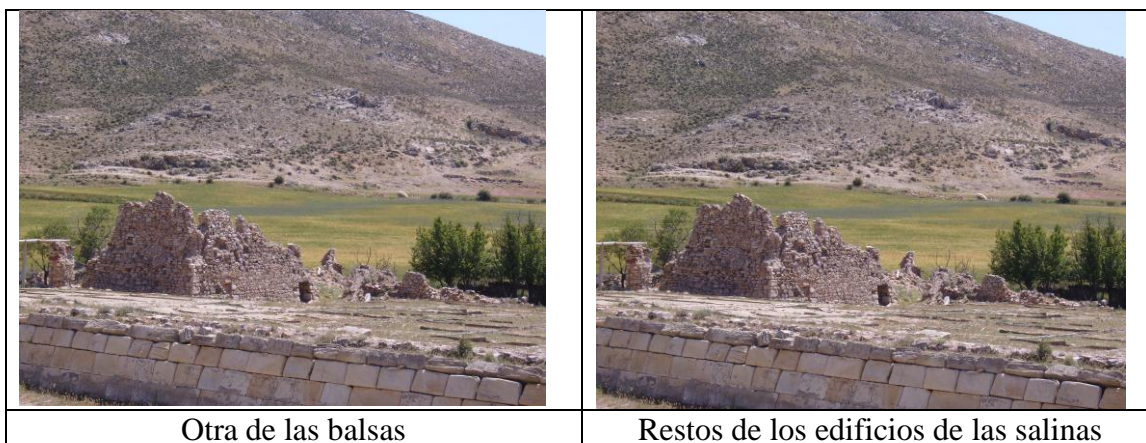 Otra de las balsas
Restos de los edificios de las salinas